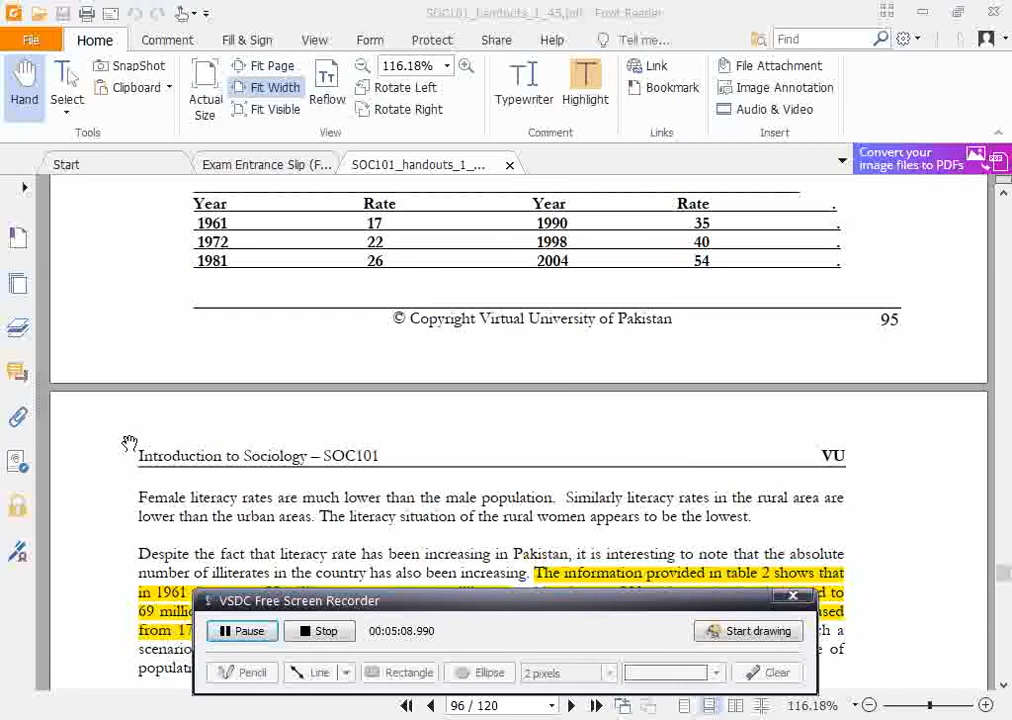 SOC101_handouts_1_45.pdf - Foxit Reader
File Home Comment Fill & Sign View Form Protect Share Help Tell me... Find
Hand Select SnapShot Clipboard Actual Size Fit Page Fit Width Fit Visible Reflow 116.18% Rotate Left Rotate Right Typewriter Highlight Link Bookmark File Attachment Image Annotation Audio & Video
Tools View Comment Links Insert
Start Exam Entrance Slip (F... SOC101_handouts_1_... Convert your image files to PDFs
Year Rate Year Rate .
1961 17 1990 35 .
1972 22 1998 40 .
1981 26 2004 54 .
© Copyright Virtual University of Pakistan 95
Introduction to Sociology – SOC101 VU
Female literacy rates are much lower than the male population. Similarly literacy rates in the rural area are
lower than the urban areas. The literacy situation of the rural women appears to be the lowest.
Despite the fact that literacy rate has been increasing in Pakistan, it is interesting to note that the absolute
number of illiterates in the country has also been increasing. The information provided in table 2 shows that
in 1961 to
69 from 17
VSDC Free Screen Recorder
Pause Stop 00:05:08.990 Start drawing
Pencil Line Rectangle Ellipse 2 pixels Clear
scenario of
96 / 120 116.18%